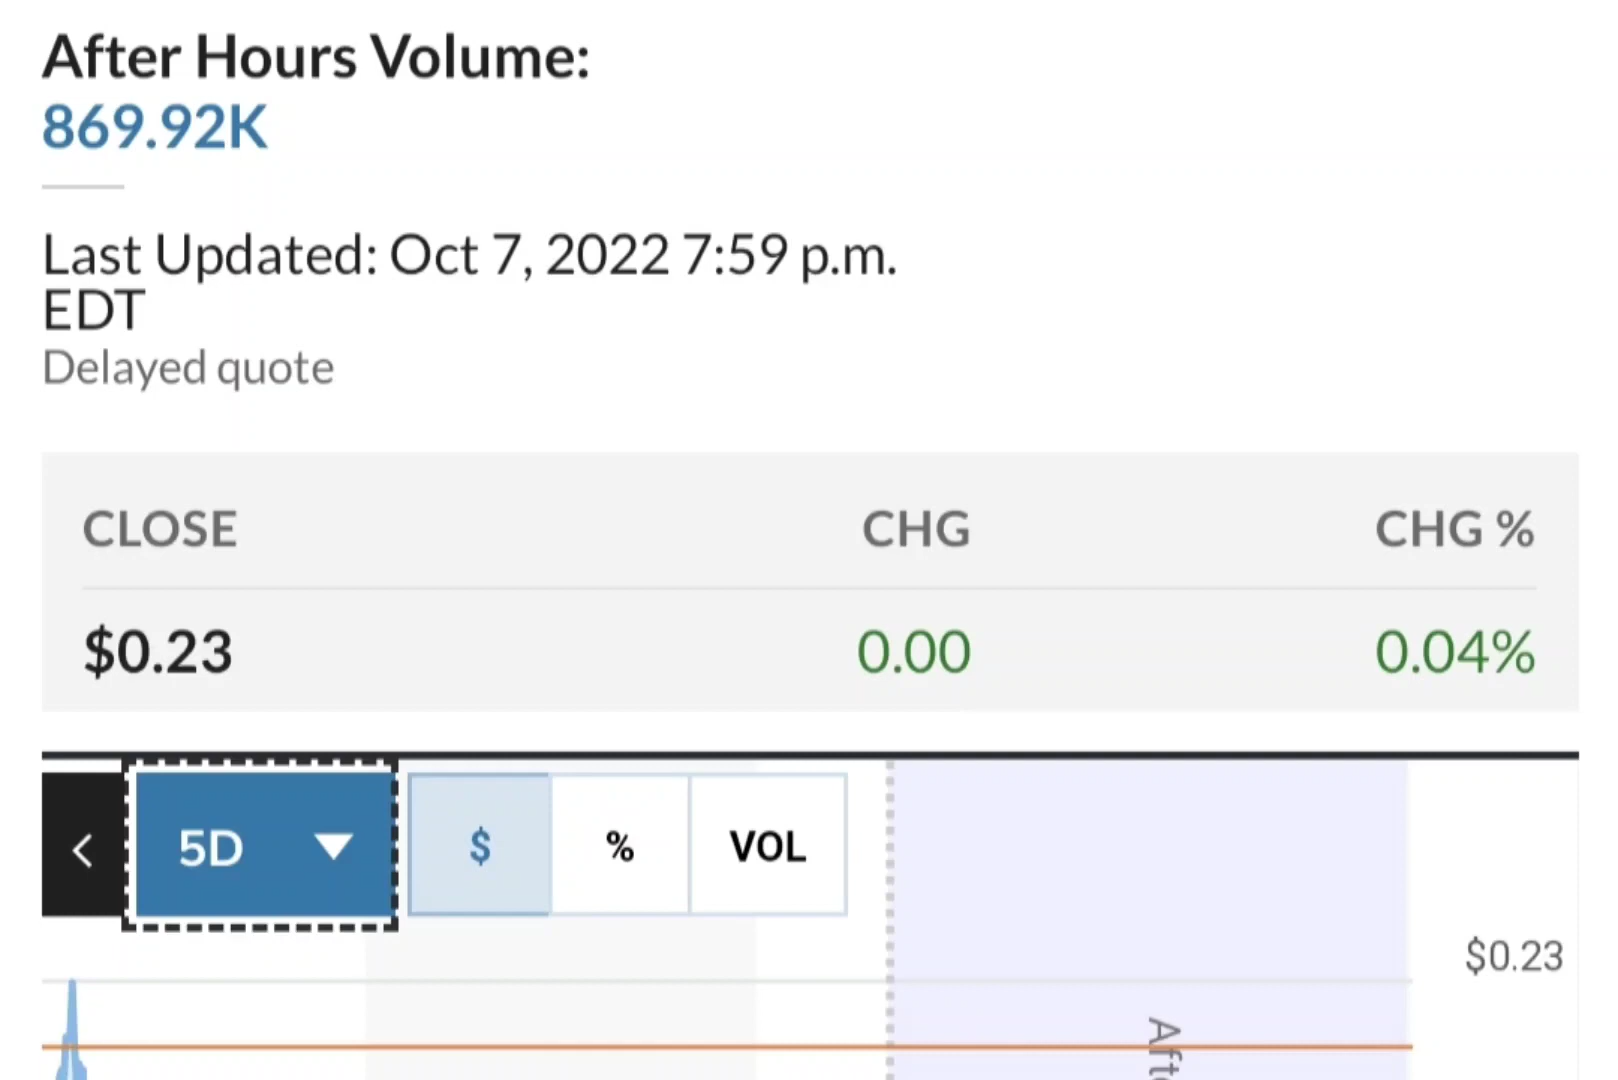 After Hours Volume:
869.92K
Last Updated: Oct 7, 2022 7:59 p.m.
EDT
Delayed quote
CLOSE CHG CHG %
$0.23 0.00 0.04%
5D $ % VOL
$0.23